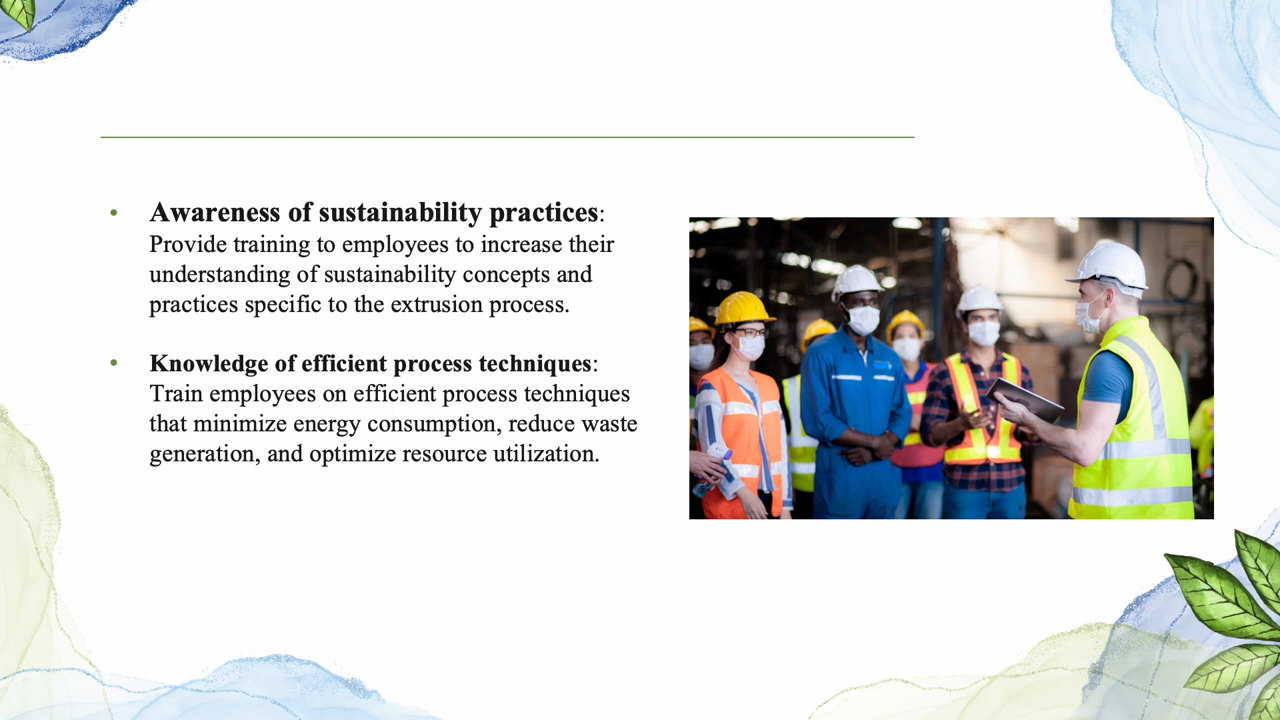 • Awareness of sustainability practices:
Provide training to employees to increase their
understanding of sustainability concepts and
practices specific to the extrusion process.
• Knowledge of efficient process techniques:
Train employees on efficient process techniques
that minimize energy consumption, reduce waste
generation, and optimize resource utilization.